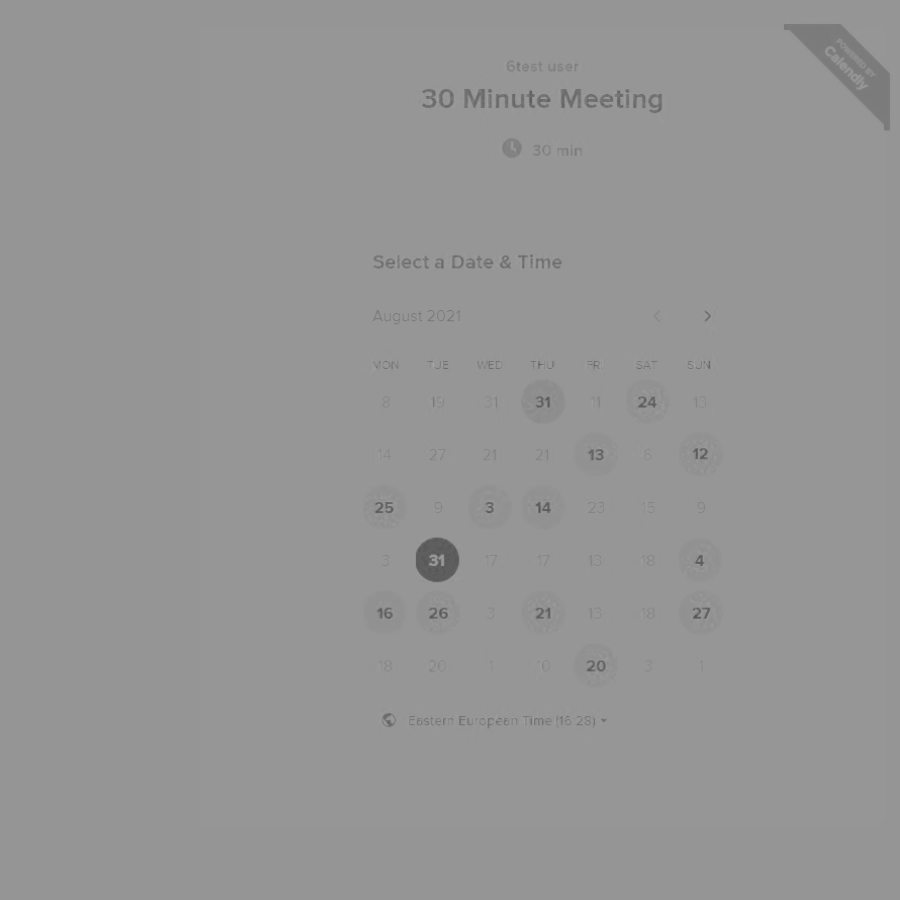 POWERED BY
Calendly
6test user
30 Minute Meeting
30 min
Select a Date & Time
August 2021
MON TUE WED THU FRI SAT SUN
8 19 31 31 11 24 13
14 27 21 21 13 6 12
25 9 3 14 23 15 9
3 31 17 17 13 18 4
16 26 3 21 13 18 27
18 20 1 10 20 3 1
Eastern European Time (16:28)